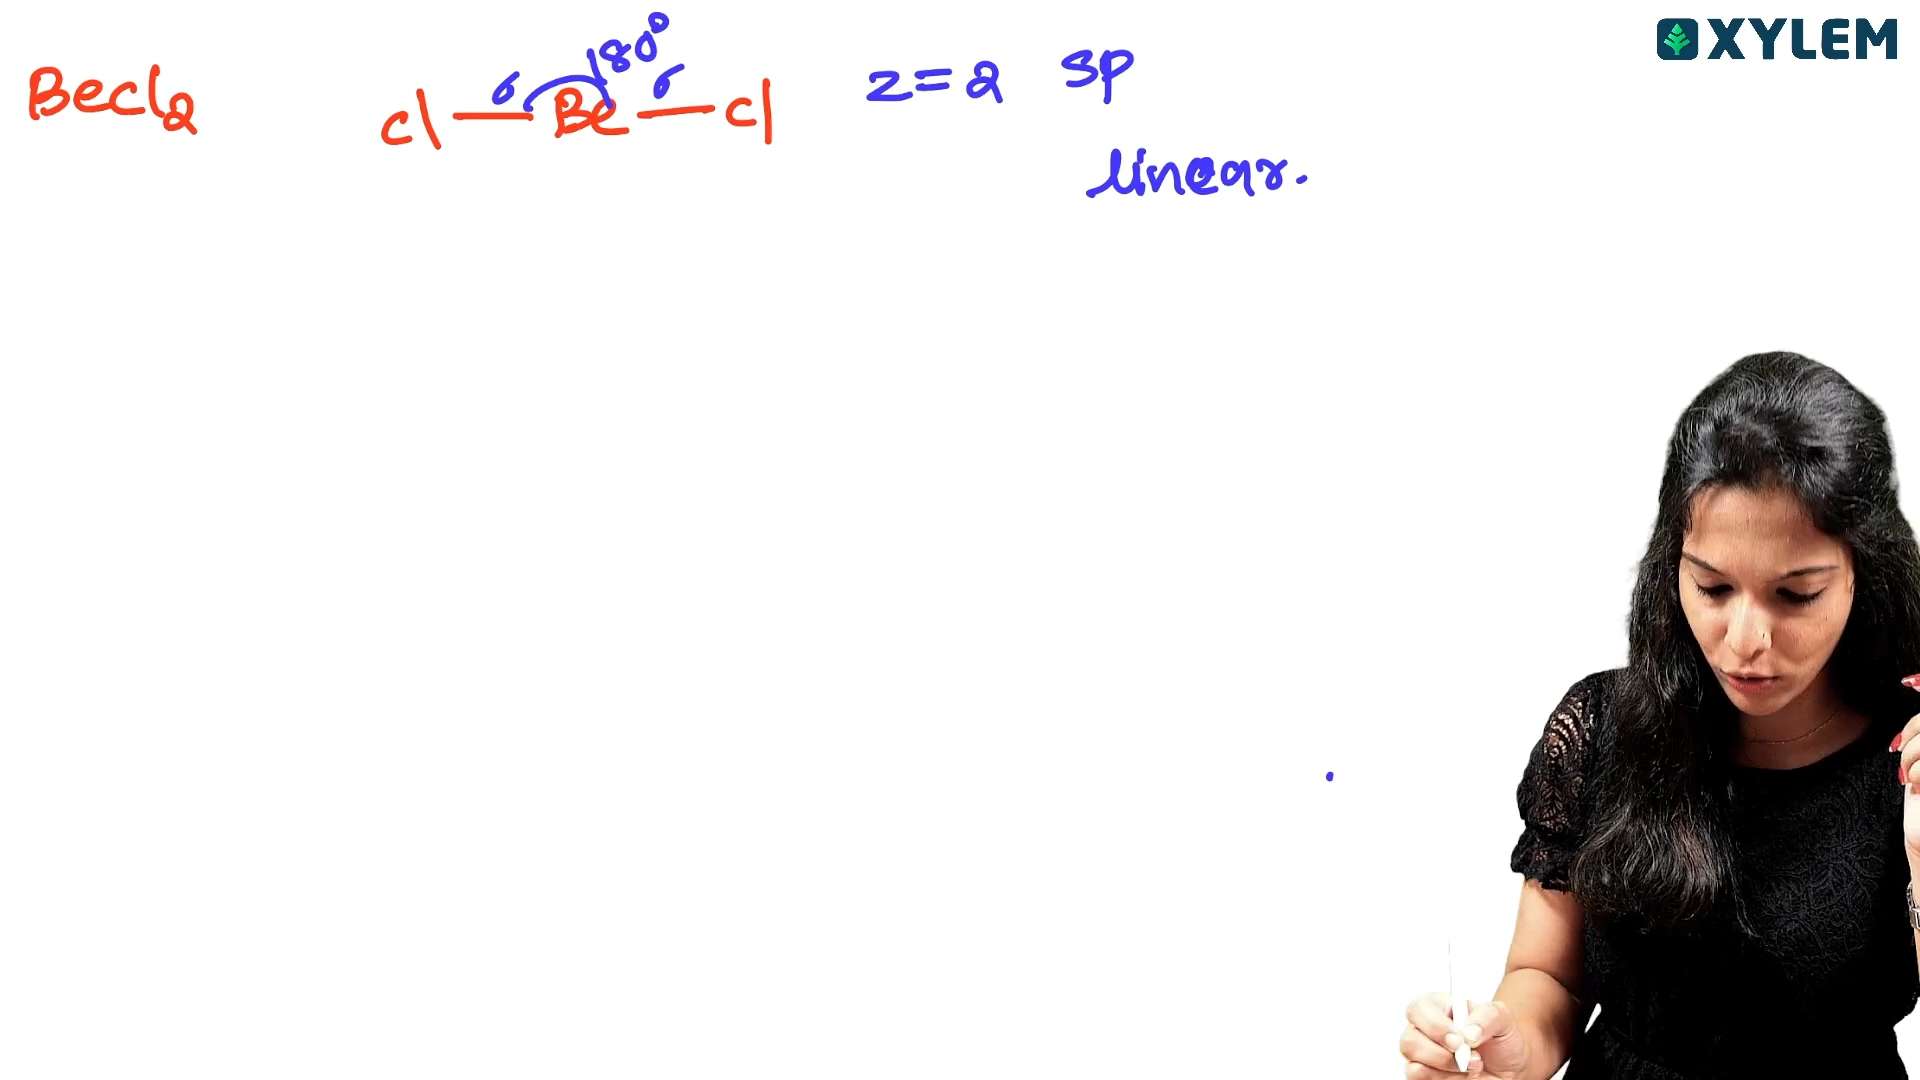 XYLEM
BeCl2 Cl — Be — Cl z=2 sp
σ 180° σ
linear.